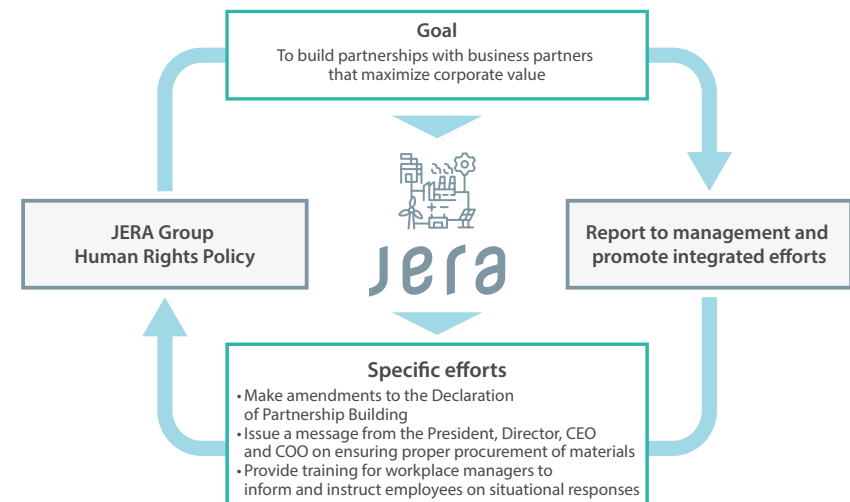 Goal
To build partnerships with business partners
that maximize corporate value
JERA Group
Human Rights Policy
jera
Report to management and
promote integrated efforts
Specific efforts
・Make amendments to the Declaration
of Partnership Building
・Issue a message from the President, Director, CEO
and COO on ensuring proper procurement of materials
・Provide training for workplace managers to
inform and instruct employees on situational responses